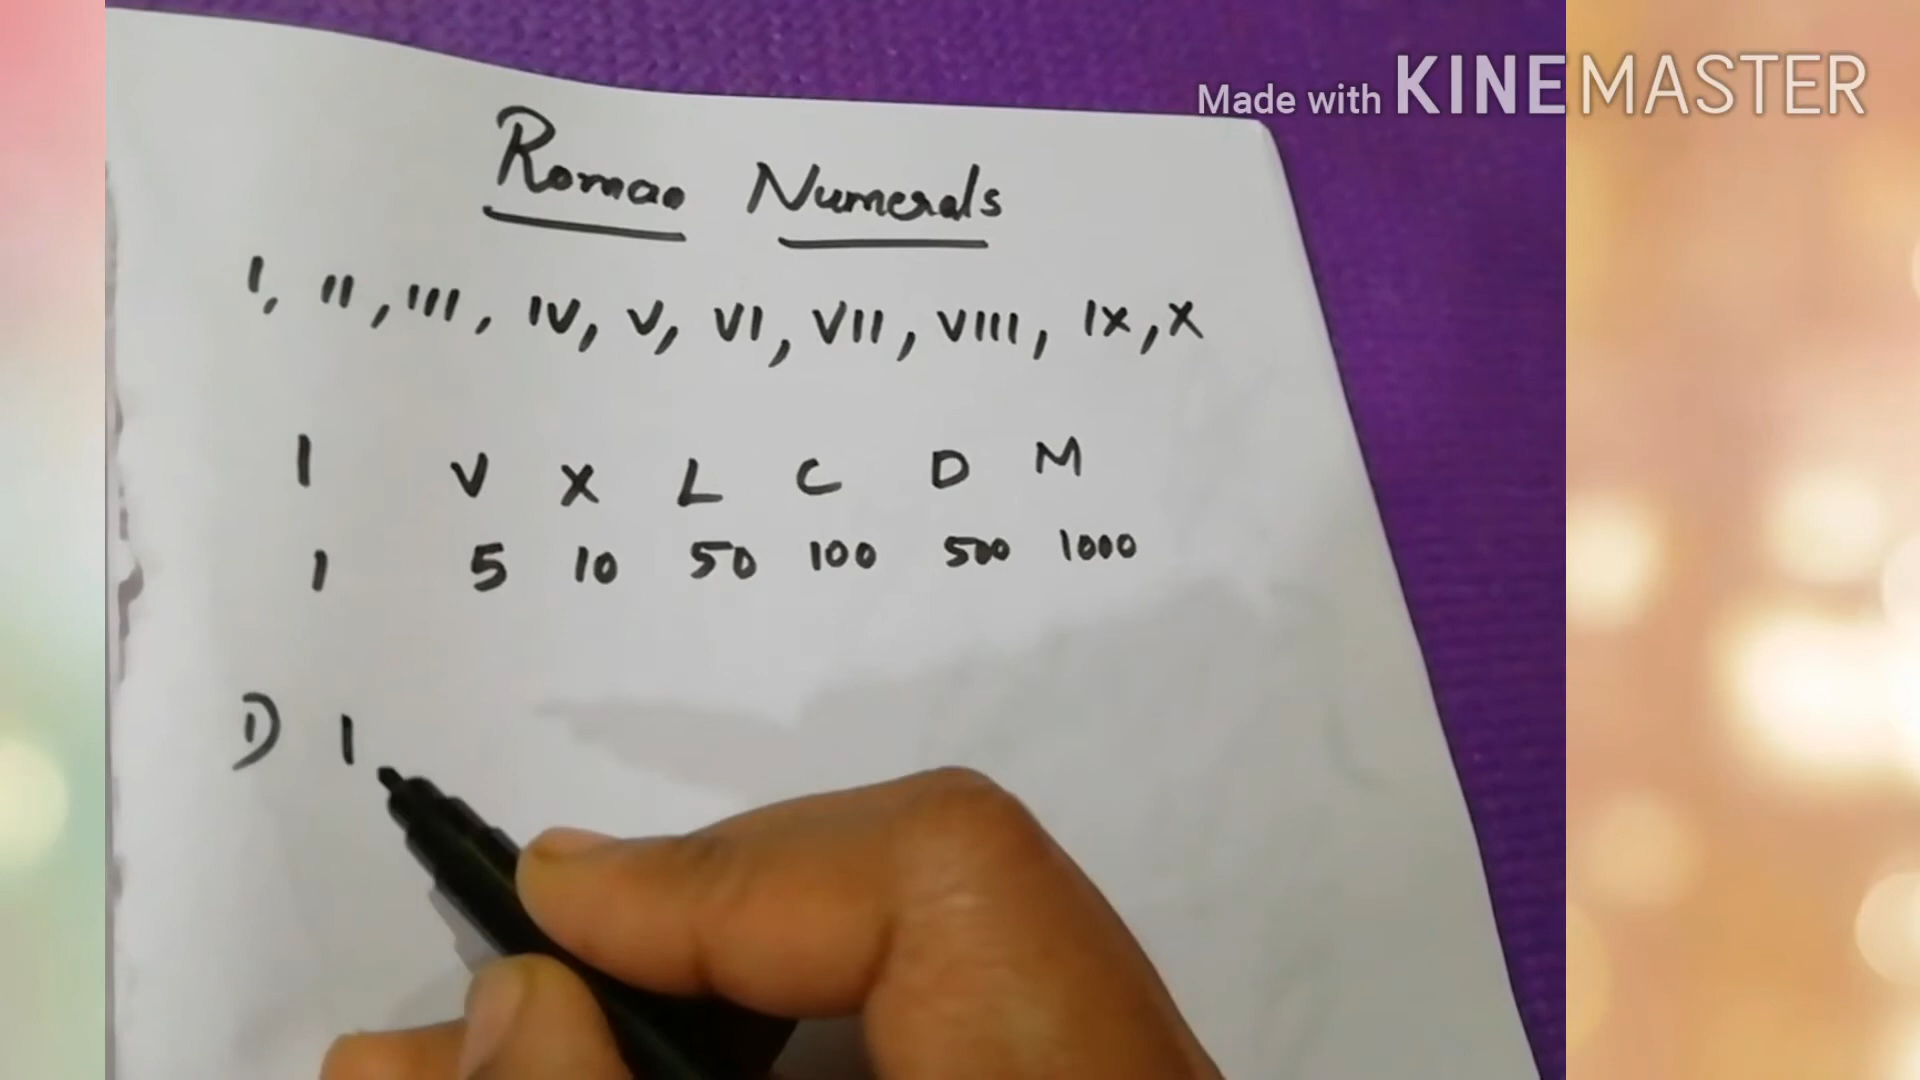 Made with KINEMASTER
Roman Numerals
I, II, III, IV, V, VI, VII, VIII, IX, X
I V X L C D M
1 5 10 50 100 500 1000
1) I